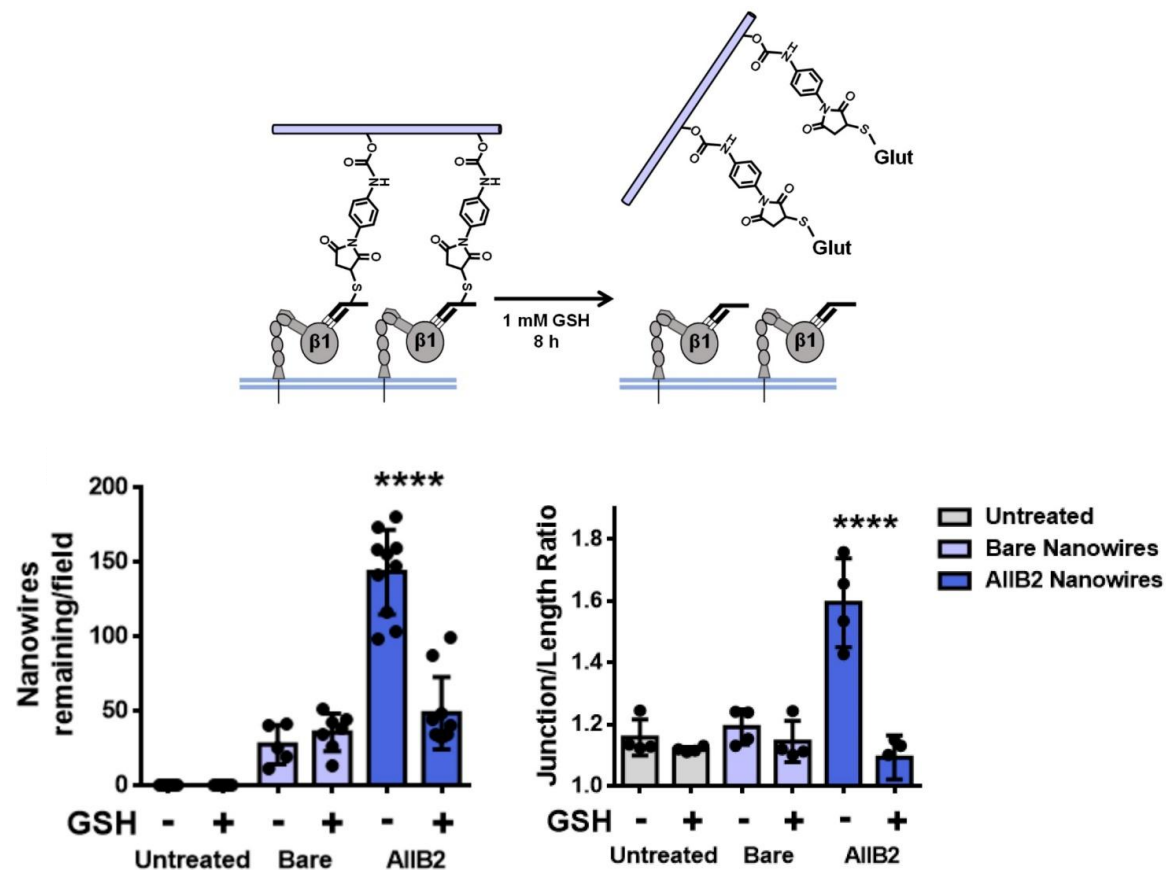 O
O
O
O
N
H
N
H
O
N
O
O
N
O
S
S
β1
β1
1 mM GSH
8 h
O
O
H
N
N
O
O
S
Glut
O
O
H
N
N
O
O
S
Glut
β1
β1
Nanowires
remaining/field
200
150
100
50
0
****
GSH - + - + - +
Untreated Bare AIIB2
Junction/Length Ratio
1.8
1.6
1.4
1.2
1.0
****
- + - + - +
Untreated Bare AIIB2
Untreated
Bare Nanowires
AIIB2 Nanowires